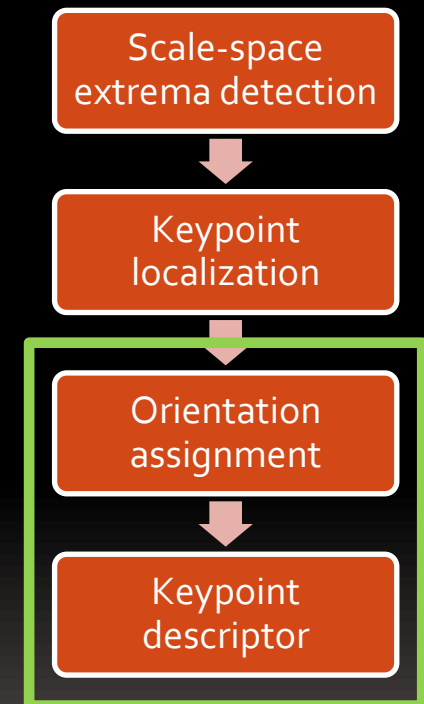 Scale-space
extrema detection
Keypoint
localization
Orientation
assignment
Keypoint
descriptor